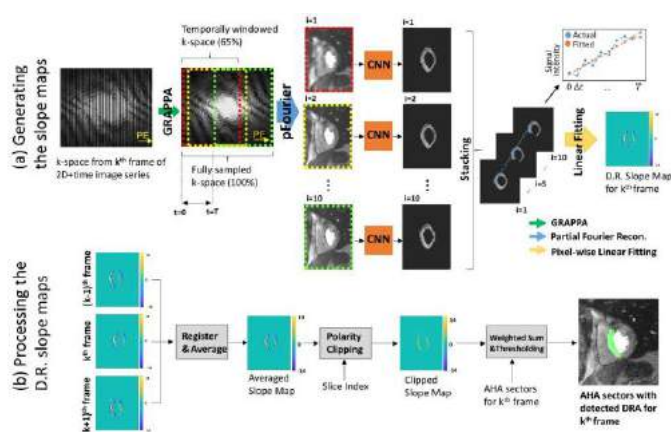 (a) Generating
the slope maps
k-space from kth frame of
2D+time image series
PE
GRAPPA
Temporally windowed
k-space (65%)
PE
Fully sampled
k-space (100%)
t=0
t=T
pFourier
i=1
CNN
i=1
i=2
CNN
i=2
...
...
i=10
CNN
i=10
Stacking
i=1
i=5
i=10
Signal
intensity
Actual
Fitted
0 Δt ... T
Linear Fitting
D.R. Slope Map
for kth frame
GRAPPA
Partial Fourier Recon.
Pixel-wise Linear Fitting
(b) Processing the
D.R. slope maps
(k-1)th frame
kth frame
(k+1)th frame
Register
& Average
Averaged
Slope Map
Polarity
Clipping
Slice Index
Clipped
Slope Map
Weighted Sum
&Thresholding
AHA sectors
for kth frame
AHA sectors with
detected DRA for
kth frame